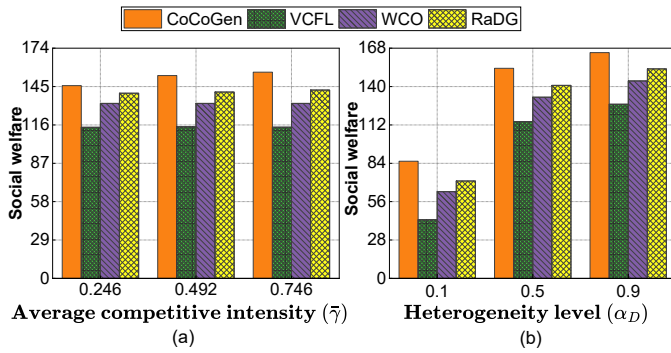 CoCoGen VCFL WCO RaDG
Social welfare
174
145
116
87
58
29
0
0.246 0.492 0.746
Average competitive intensity (γ̄)
(a)
Social welfare
168
140
112
84
56
28
0
0.1 0.5 0.9
Heterogeneity level (α_D)
(b)